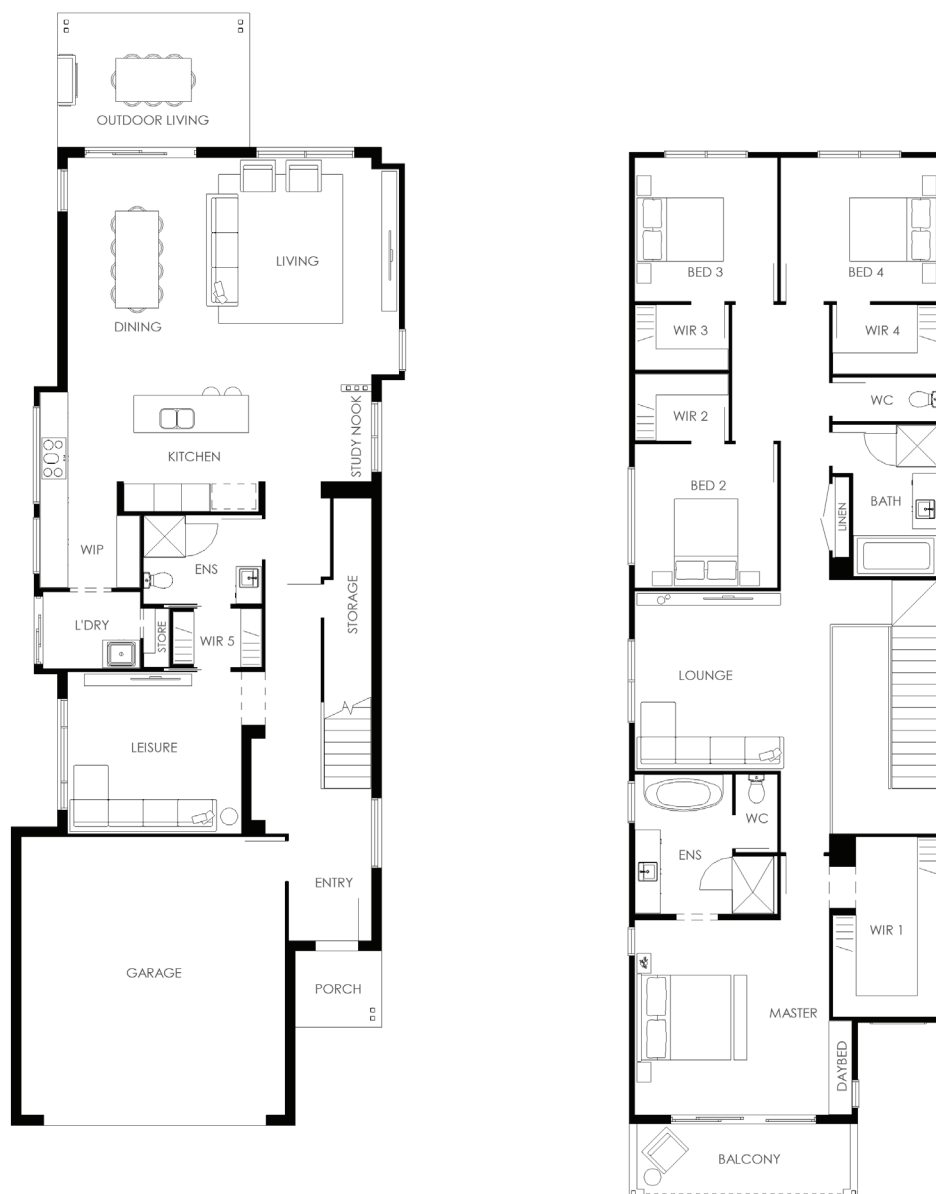 OUTDOOR LIVING
LIVING
DINING
STUDY NOOK
KITCHEN
WIP
ENS
STORAGE
L'DRY
STORE
WIR 5
LEISURE
ENTRY
GARAGE
PORCH
BED 3
BED 4
WIR 3
WIR 4
WC
WIR 2
BED 2
BATH
LINEN
LOUNGE
WC
ENS
WIR 1
MASTER
DAYBED
BALCONY